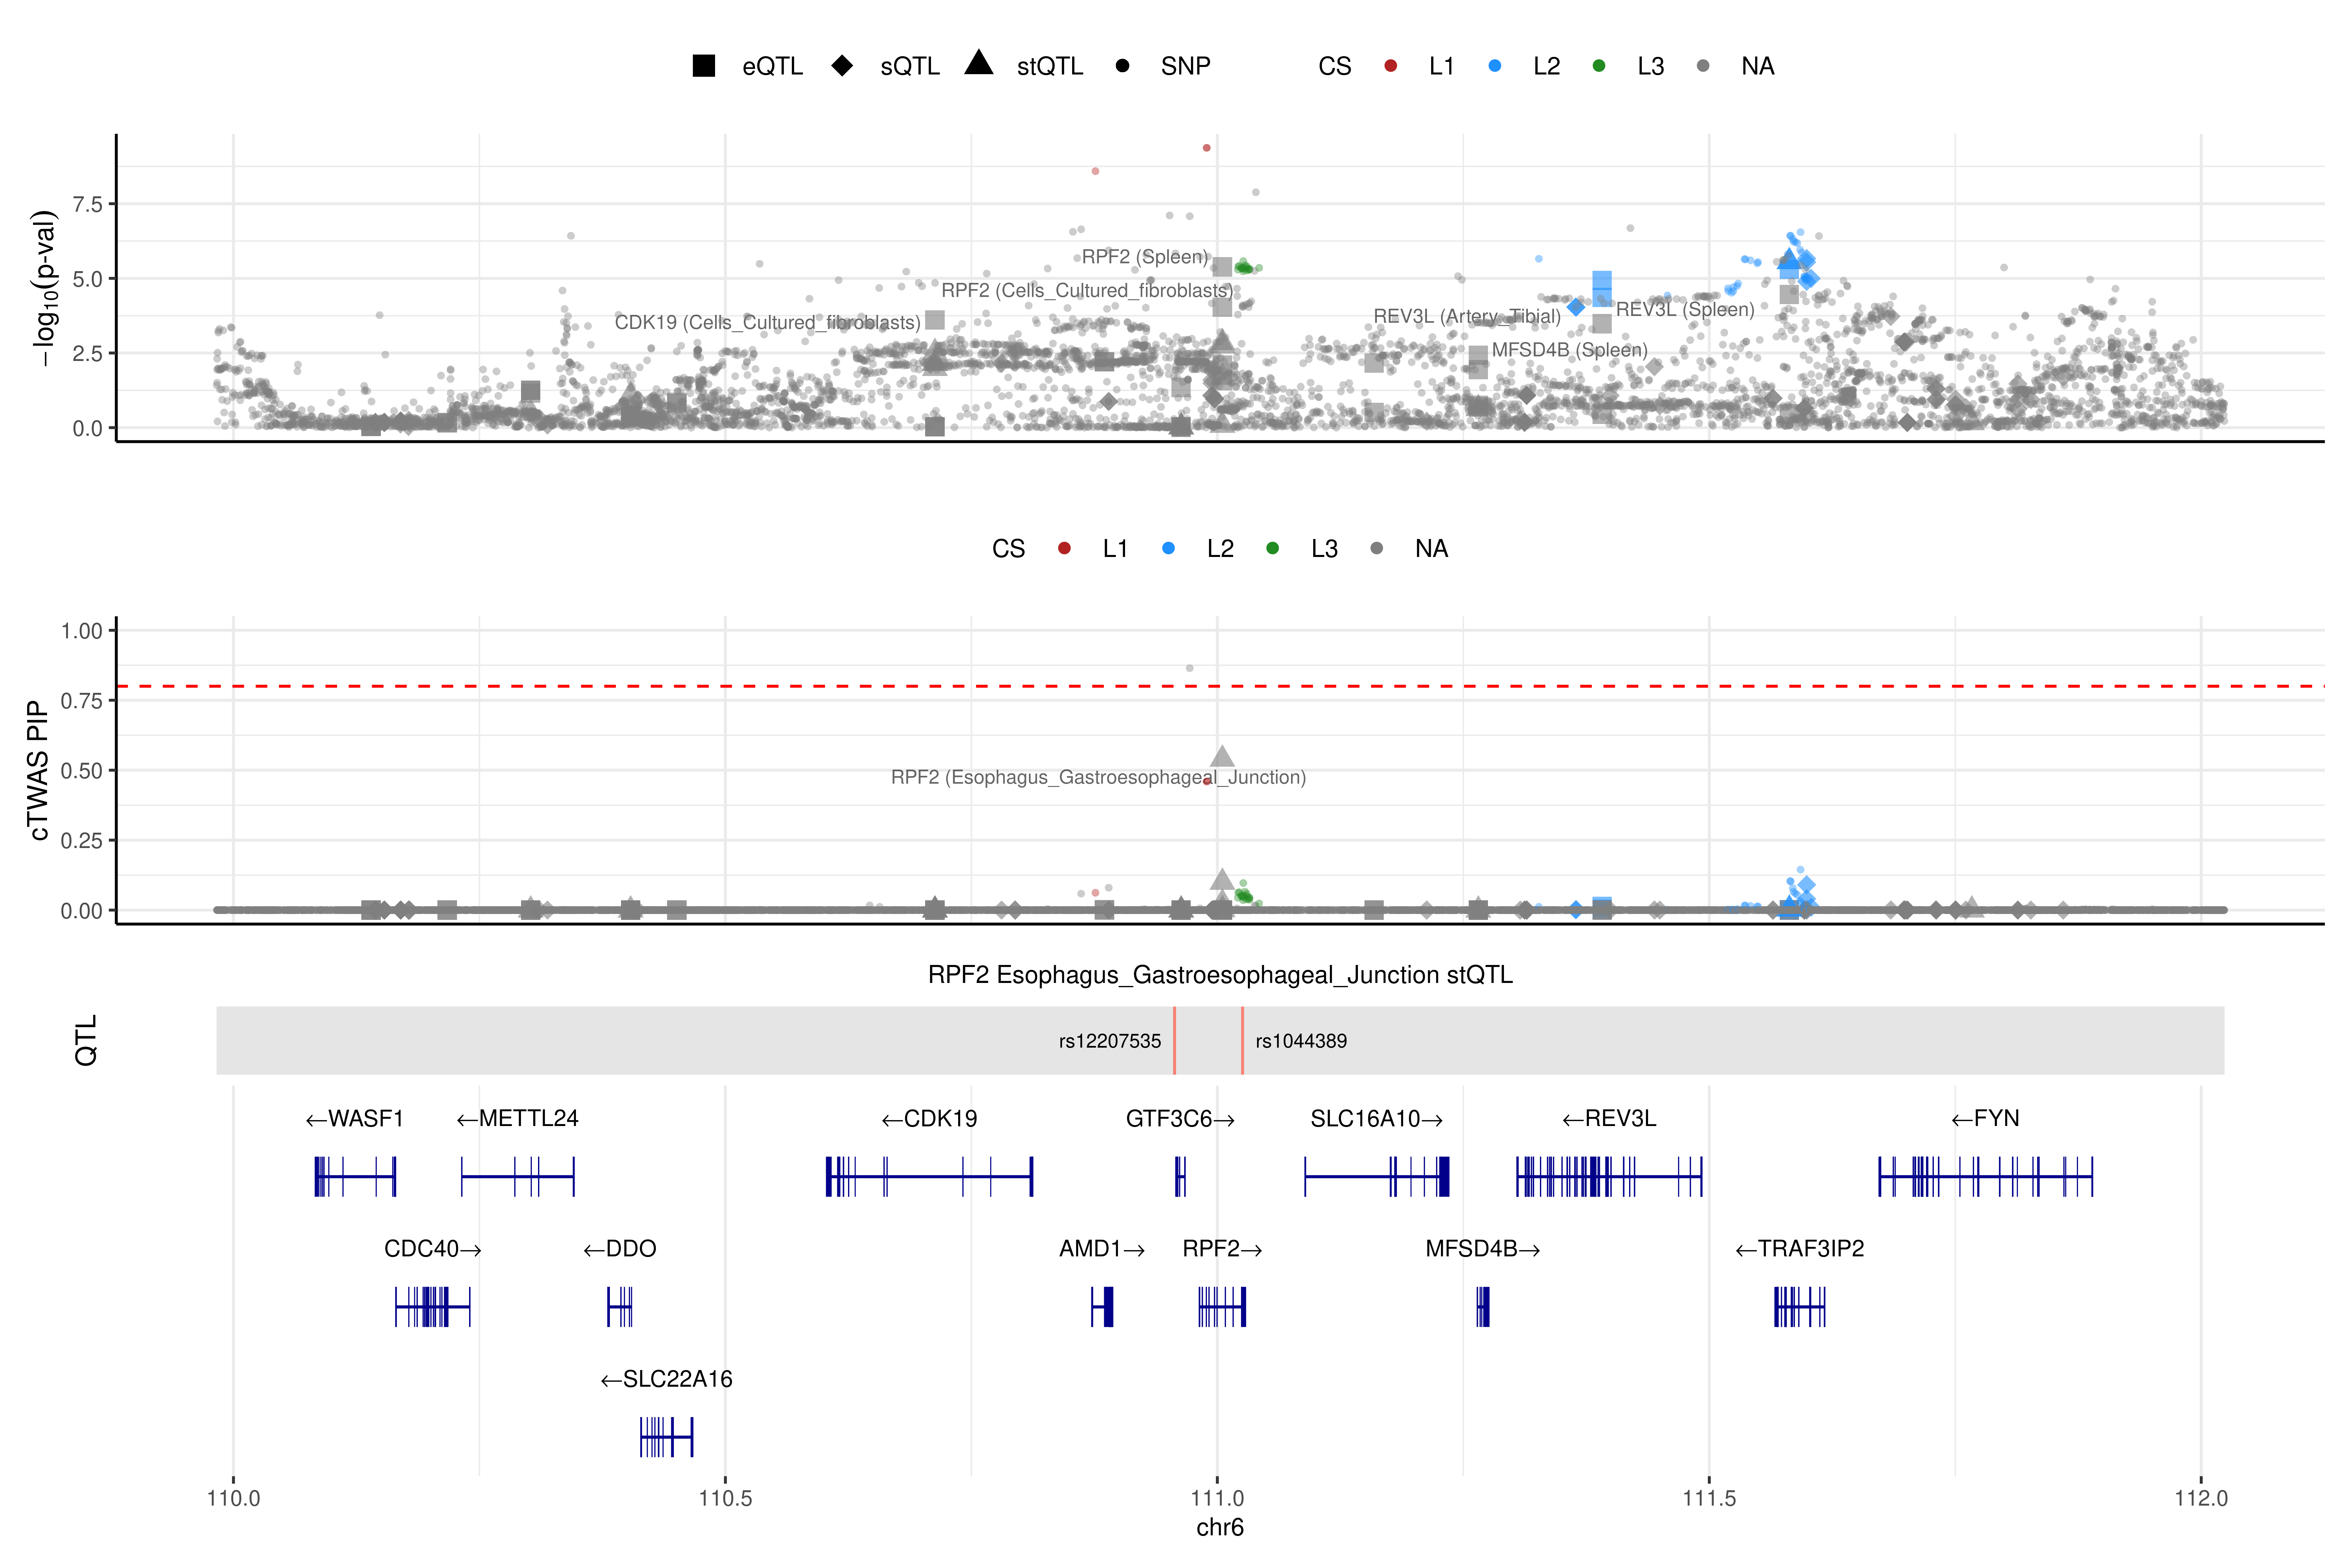 eQTL sQTL stQTL SNP CS L1 L2 L3 NA
−log10(p-val)
7.5
5.0
2.5
0.0
RPF2 (Spleen)
RPF2 (Cells_Cultured_fibroblasts)
CDK19 (Cells_Cultured_fibroblasts)
REV3L (Artery_Tibial)
REV3L (Spleen)
MFSD4B (Spleen)
CS L1 L2 L3 NA
cTWAS PIP
1.00
0.75
0.50
0.25
0.00
RPF2 (Esophagus_Gastroesophageal_Junction)
RPF2 Esophagus_Gastroesophageal_Junction stQTL
QTL
rs12207535 rs1044389
←WASF1 ←METTL24 ←CDK19 GTF3C6→ SLC16A10→ ←REV3L ←FYN
CDC40→ ←DDO AMD1→ RPF2→ MFSD4B→ ←TRAF3IP2
←SLC22A16
110.0 110.5 111.0 111.5 112.0
chr6